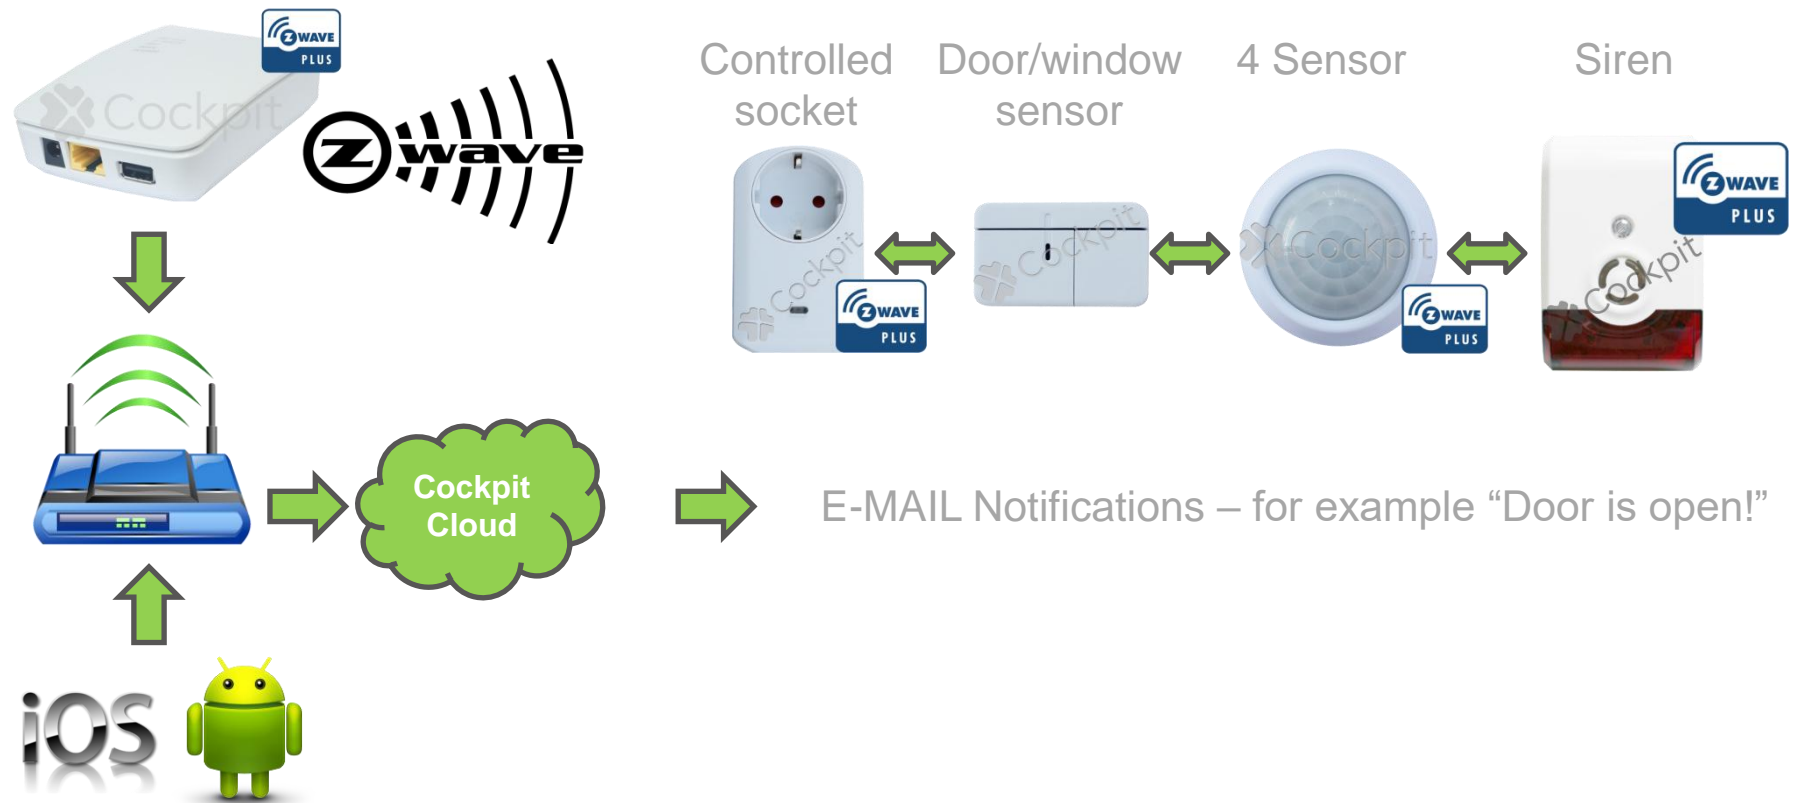 Z WAVE
PLUS
Cockpit
Z wave
Controlled
socket
Door/window
sensor
4 Sensor
Siren
Cockpit
Z WAVE
PLUS
Cockpit
Cockpit
Z WAVE
PLUS
Cockpit
Z WAVE
PLUS
Cockpit
Cloud
E-MAIL Notifications – for example “Door is open!”
iOS